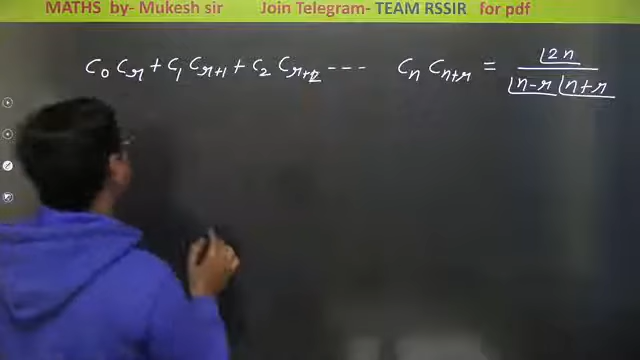 MATHS by- Mukesh sir Join Telegram- TEAM RSSIR for pdf
C₀ Cᵣ + C₁ Cᵣ₊₁ + C₂ Cᵣ₊₂ --- Cₙ Cₙ₊ᵣ = |2n / |n-r |n+r